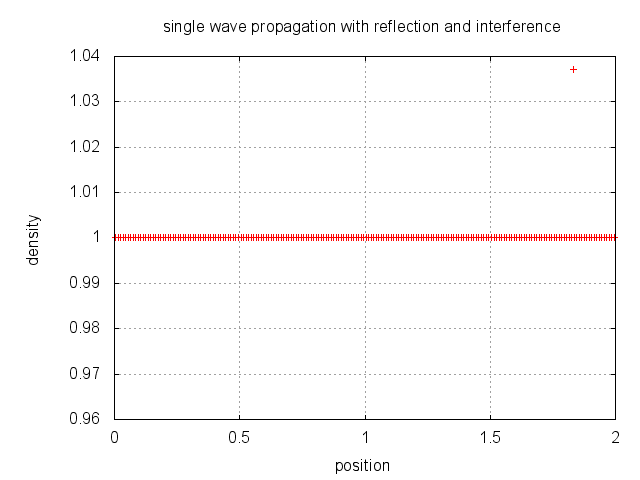 single wave propagation with reflection and interference
1.04
1.03
1.02
1.01
1
0.99
0.98
0.97
0.96
density
0 0.5 1 1.5 2
position